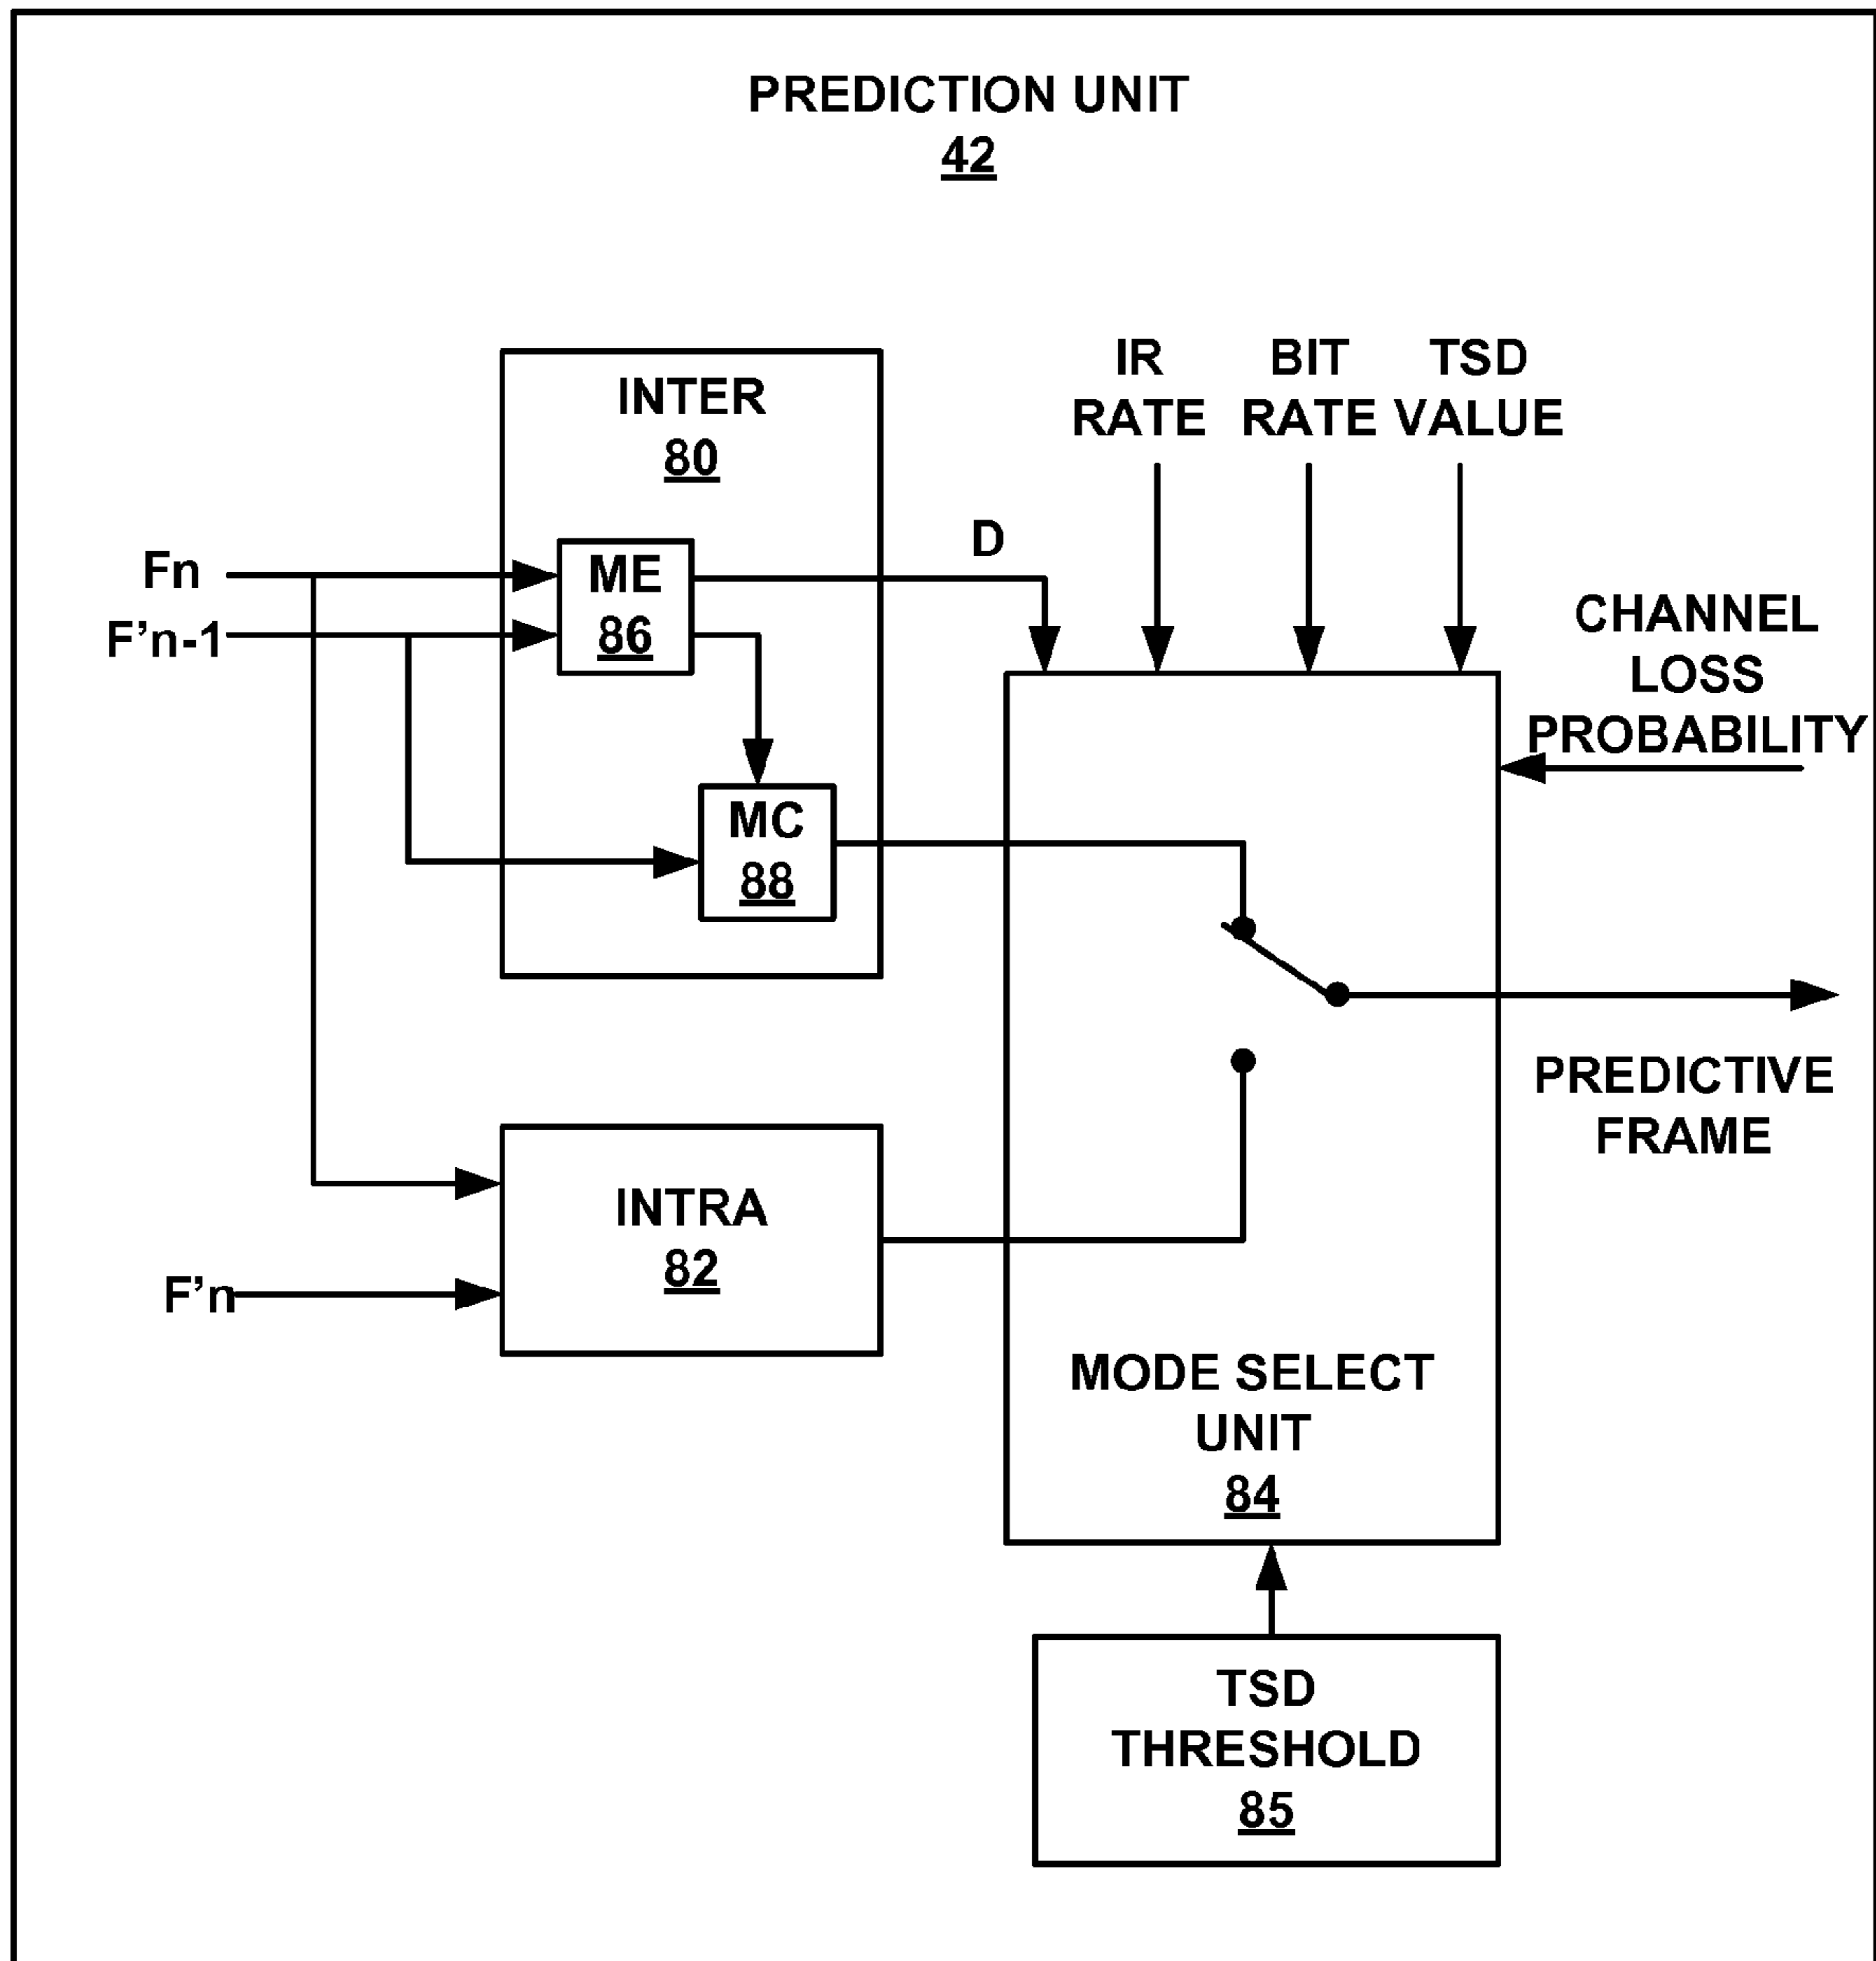 PREDICTION UNIT
42
INTER
80
IR
RATE
BIT
RATE
TSD
VALUE
D
Fn
F'n-1
ME
86
MC
88
CHANNEL
LOSS
PROBABILITY
PREDICTIVE
FRAME
INTRA
82
F’n
MODE SELECT
UNIT
84
TSD
THRESHOLD
85